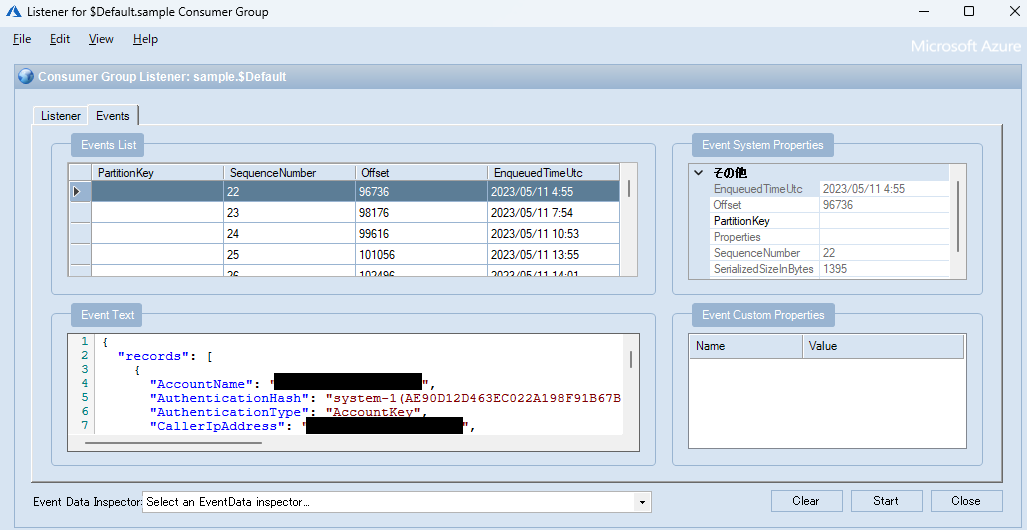 Listener for $Default.sample Consumer Group
File Edit View Help
Microsoft Azure
Consumer Group Listener: sample.$Default
Listener Events
Events List
PartitionKey SequenceNumber Offset EnqueuedTimeUtc
22 96736 2023/05/11 4:55
23 98176 2023/05/11 7:54
24 99616 2023/05/11 10:53
25 101056 2023/05/11 13:55
26 102496 2023/05/11 14:01
Event System Properties
その他
EnqueuedTimeUtc 2023/05/11 4:55
Offset 96736
PartitionKey
Properties
SequenceNumber 22
SerializedSizeInBytes 1395
Event Text
1 {
2 "records": [
3 {
4 "AccountName": "",
5 "AuthenticationHash": "system-1(AE90D12D463EC022A198F91B67B
6 "AuthenticationType": "AccountKey",
7 "CallerIpAddress": "",
Event Custom Properties
Name Value
Event Data Inspector: Select an EventData inspector...
Clear Start Close